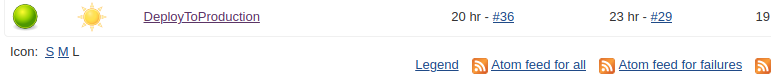 DeployToProduction 20 hr - #36 23 hr - #29 19
Icon: S M L
Legend Atom feed for all Atom feed for failures